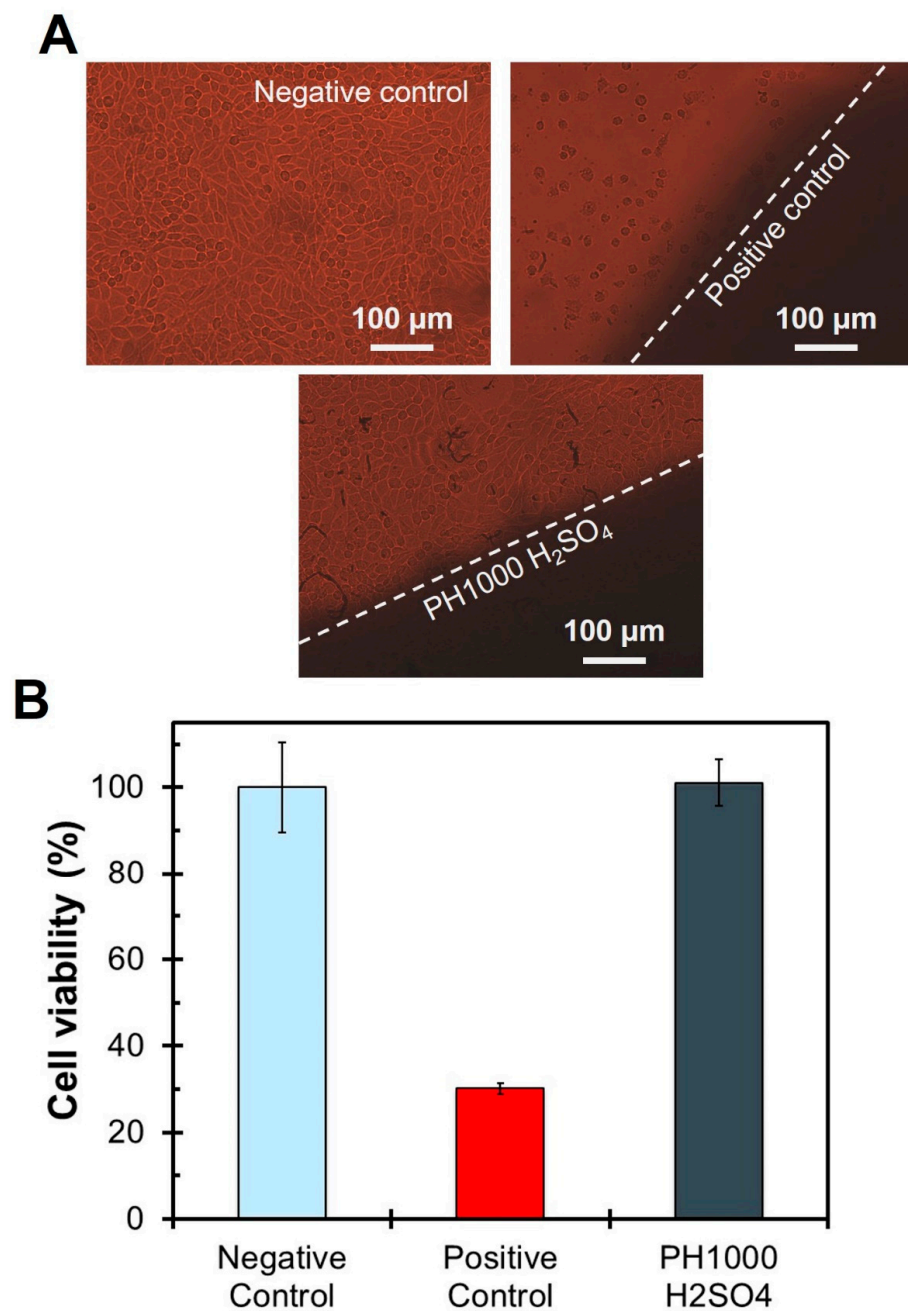 A
Negative control
100 µm
Positive control
100 µm
PH1000 H₂SO₄
100 µm
B
Cell viability (%)
100
80
60
40
20
0
Negative
Control
Positive
Control
PH1000
H2SO4